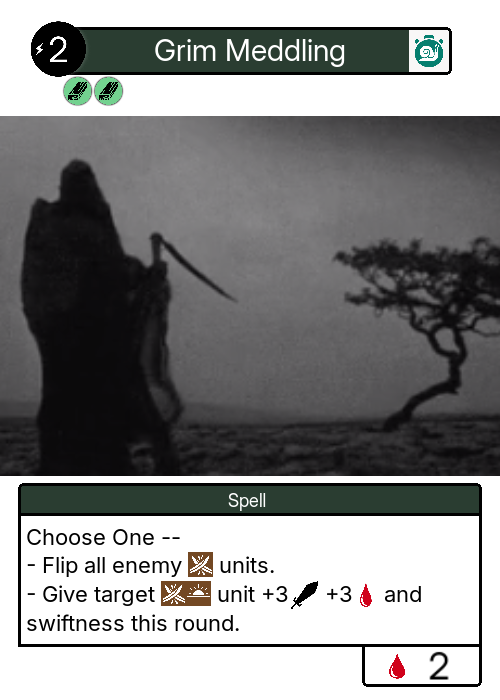 2
Grim Meddling
Spell
Choose One --
- Flip all enemy units.
- Give target unit +3 +3 and
swiftness this round.
2